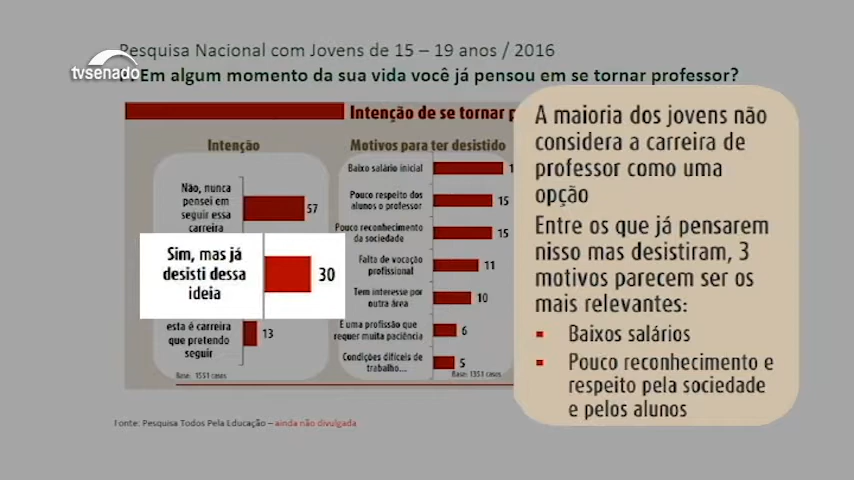 Pesquisa Nacional com Jovens de 15 – 19 anos / 2016
tvsenado
Em algum momento da sua vida você já pensou em se tornar professor?
Intenção de se tornar
Intenção
Não, nunca
pensei em
seguir essa
carreira
57
Sim, mas já
desisti dessa
ideia
30
esta é carreira
que pretendo
seguir
13
Base: 1551 casos
Motivos para ter desistido
Baixo salário inicial
Pouco respeito dos
alunos o professor
15
Pouco reconhecimento
da sociedade
15
Falta de vocação
profissional
11
Tem interesse por
outra área
10
É uma profissão que
requer muita paciência
6
Condições difíceis de
trabalho...
5
Base: 1351 casos
A maioria dos jovens não
considera a carreira de
professor como uma
opção
Entre os que já pensarem
nisso mas desistiram, 3
motivos parecem ser os
mais relevantes:
Baixos salários
Pouco reconhecimento e
respeito pela sociedade
e pelos alunos
Fonte: Pesquisa Todos Pela Educação – ainda não divulgada